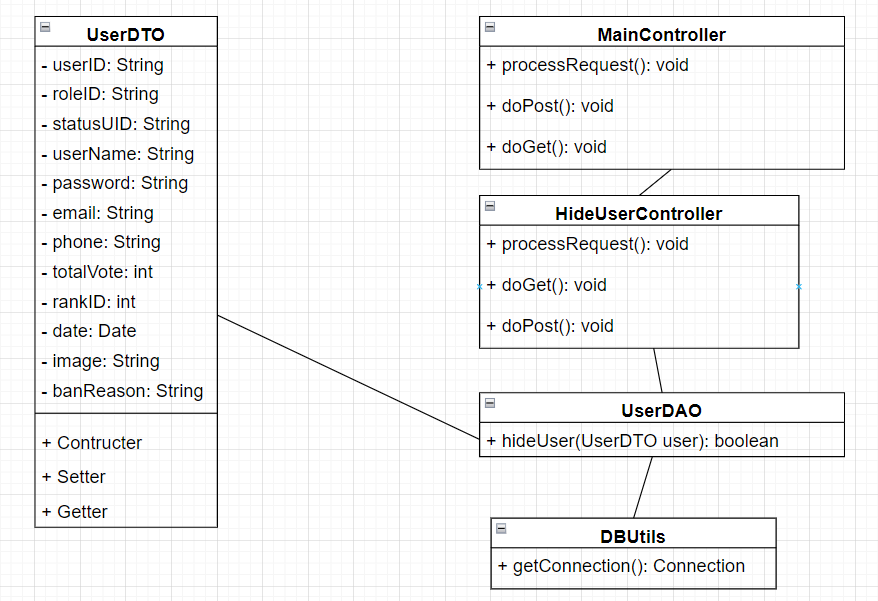 UserDTO
- userID: String
- roleID: String
- statusUID: String
- userName: String
- password: String
- email: String
- phone: String
- totalVote: int
- rankID: int
- date: Date
- image: String
- banReason: String
+ Contructer
+ Setter
+ Getter
MainController
+ processRequest(): void
+ doPost(): void
+ doGet(): void
HideUserController
+ processRequest(): void
+ doGet(): void
+ doPost(): void
UserDAO
+ hideUser(UserDTO user): boolean
DBUtils
+ getConnection(): Connection